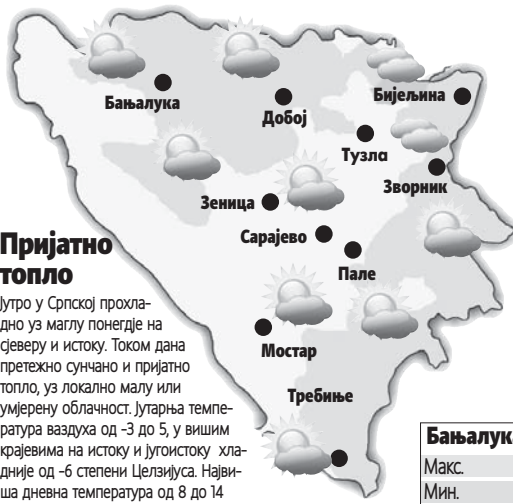 Бањалука
Добој
Бијељина
Тузла
Зворник
Зеница
Сарајево
Пале
Мостар
Требиње
Пријатно
топло
Јутро у Српској прохла-
дно уз маглу понегдје на
сјеверу и истоку. Током дана
претежно сунчано и пријатно
топло, уз локално малу или
умјерену облачност. Јутарња темпе-
ратура ваздуха од -3 до 5, у вишим
крајевима на истоку и југоистоку хла-
дније од -6 степени Целзијуса. Најви-
ша дневна температура од 8 до 14
Бањалука
Макс.
Мин.